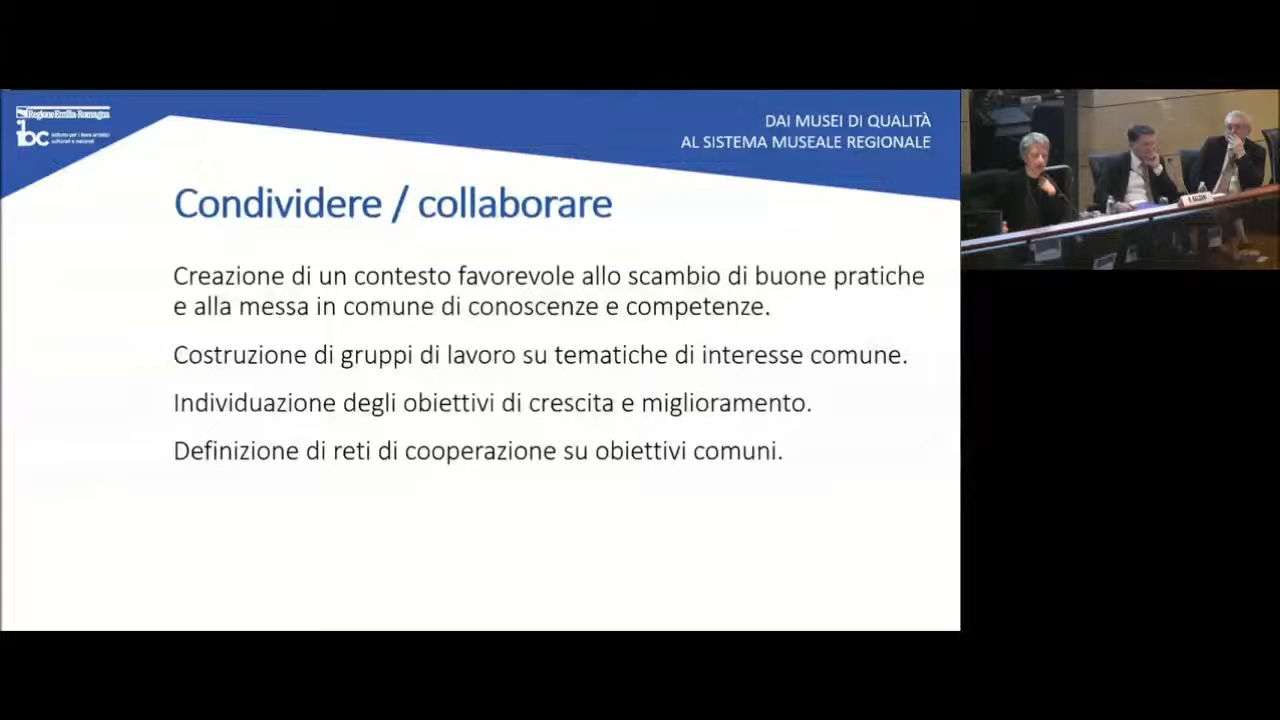 Regione Emilia-Romagna
ibc istituto per i beni artistici
culturali e naturali
DAI MUSEI DI QUALITÀ
AL SISTEMA MUSEALE REGIONALE
Condividere / collaborare
Creazione di un contesto favorevole allo scambio di buone pratiche
e alla messa in comune di conoscenze e competenze.
Costruzione di gruppi di lavoro su tematiche di interesse comune.
Individuazione degli obiettivi di crescita e miglioramento.
Definizione di reti di cooperazione su obiettivi comuni.